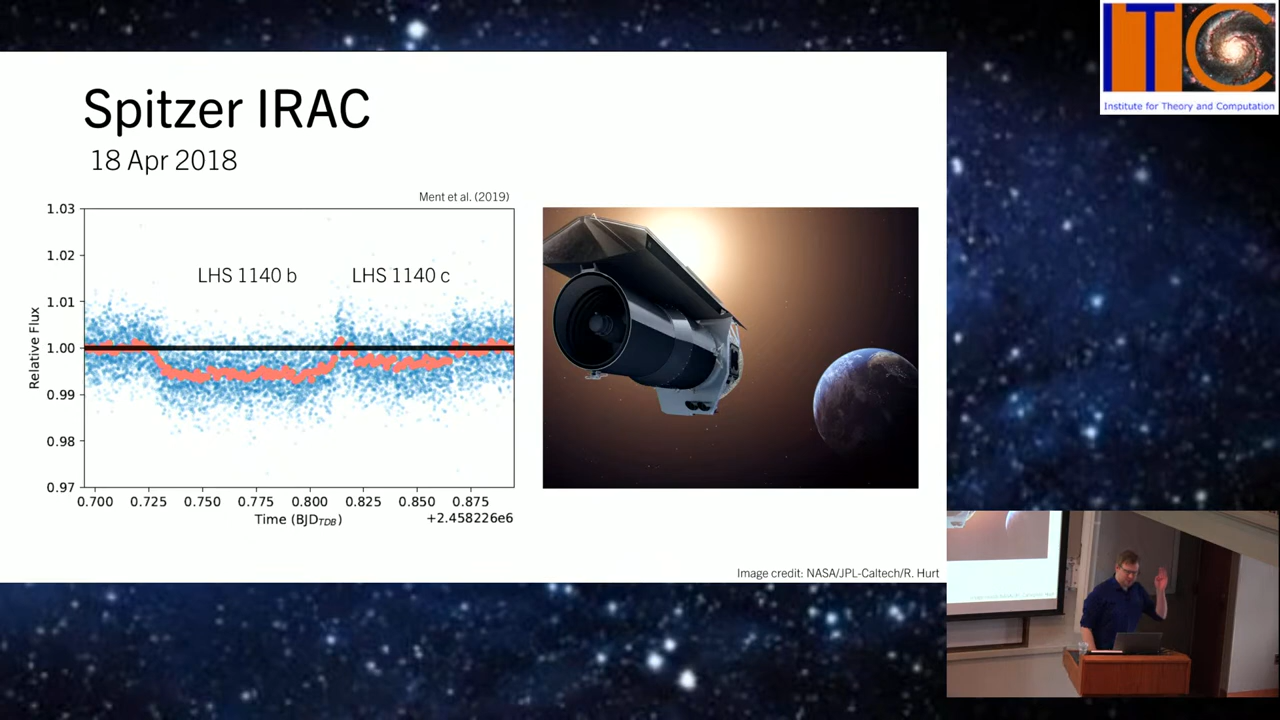 ITC
Institute for Theory and Computation
Spitzer IRAC
18 Apr 2018
Ment et al. (2019)
1.03
1.02
1.01
1.00
0.99
0.98
0.97
Relative Flux
LHS 1140 b
LHS 1140 c
0.700 0.725 0.750 0.775 0.800 0.825 0.850 0.875
Time (BJD_TDB)
+2.458226e6
Image credit: NASA/JPL-Caltech/R. Hurt